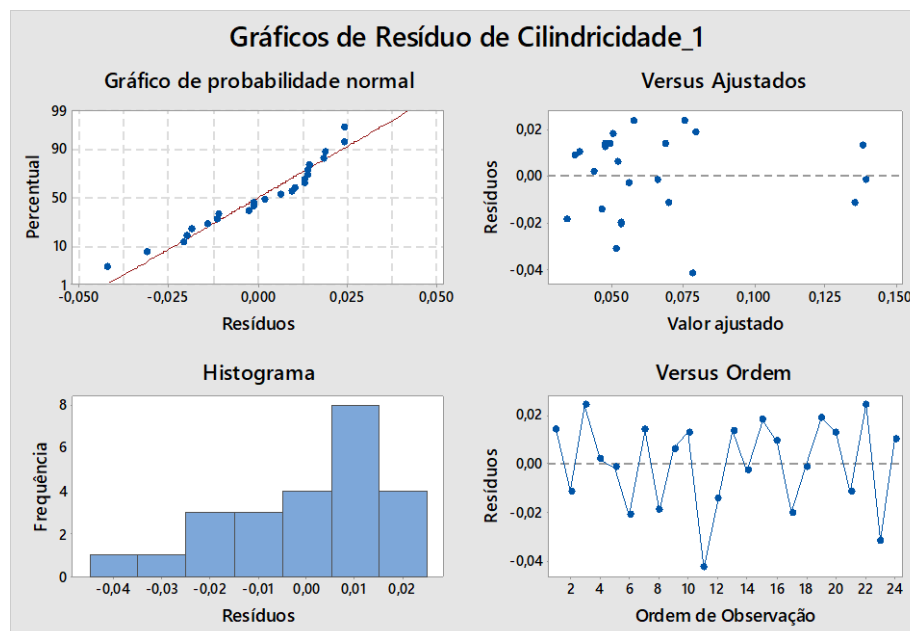 Gráficos de Resíduo de Cilindricidade_1
Gráfico de probabilidade normal
Percentual
99
90
50
10
1
-0,050 -0,025 0,000 0,025 0,050
Resíduos
Versus Ajustados
Resíduos
0,02
0,00
-0,02
-0,04
0,050 0,075 0,100 0,125 0,150
Valor ajustado
Histograma
Frequência
8
6
4
2
0
-0,04 -0,03 -0,02 -0,01 0,00 0,01 0,02
Resíduos
Versus Ordem
Resíduos
0,02
0,00
-0,02
-0,04
2 4 6 8 10 12 14 16 18 20 22 24
Ordem de Observação